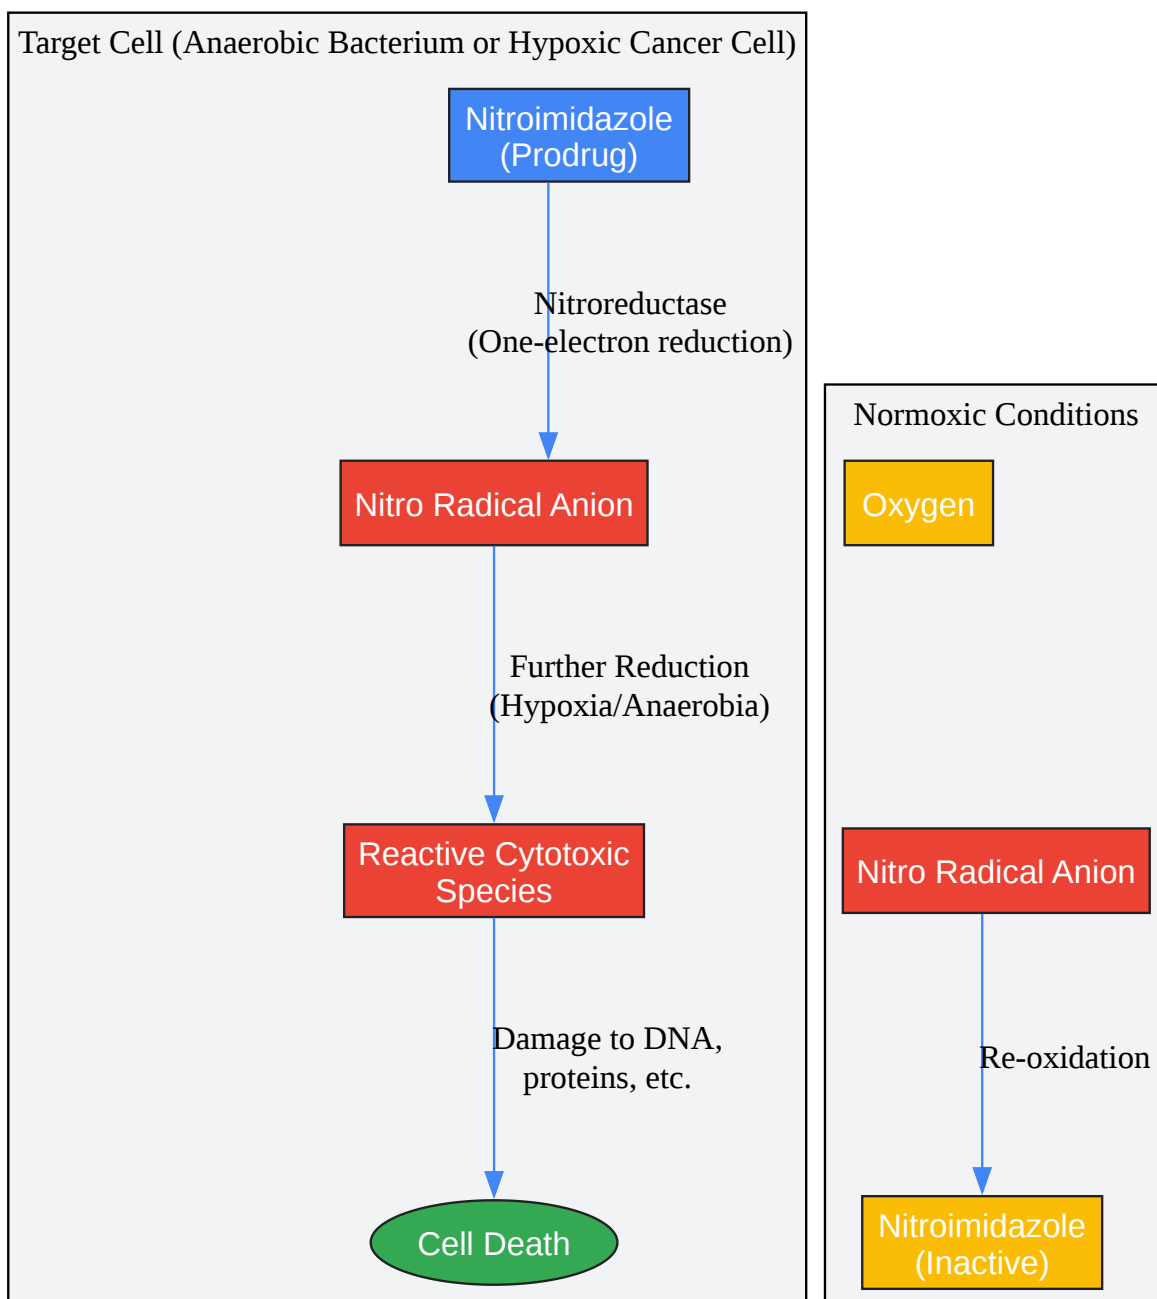 Target Cell (Anaerobic Bacterium or Hypoxic Cancer Cell)
Nitroimidazole
(Prodrug)
Nitroreductase
(One-electron reduction)
Nitro Radical Anion
Further Reduction
(Hypoxia/Anaerobia)
Reactive Cytotoxic
Species
Damage to DNA,
proteins, etc.
Cell Death
Normoxic Conditions
Oxygen
Nitro Radical Anion
Re-oxidation
Nitroimidazole
(Inactive)